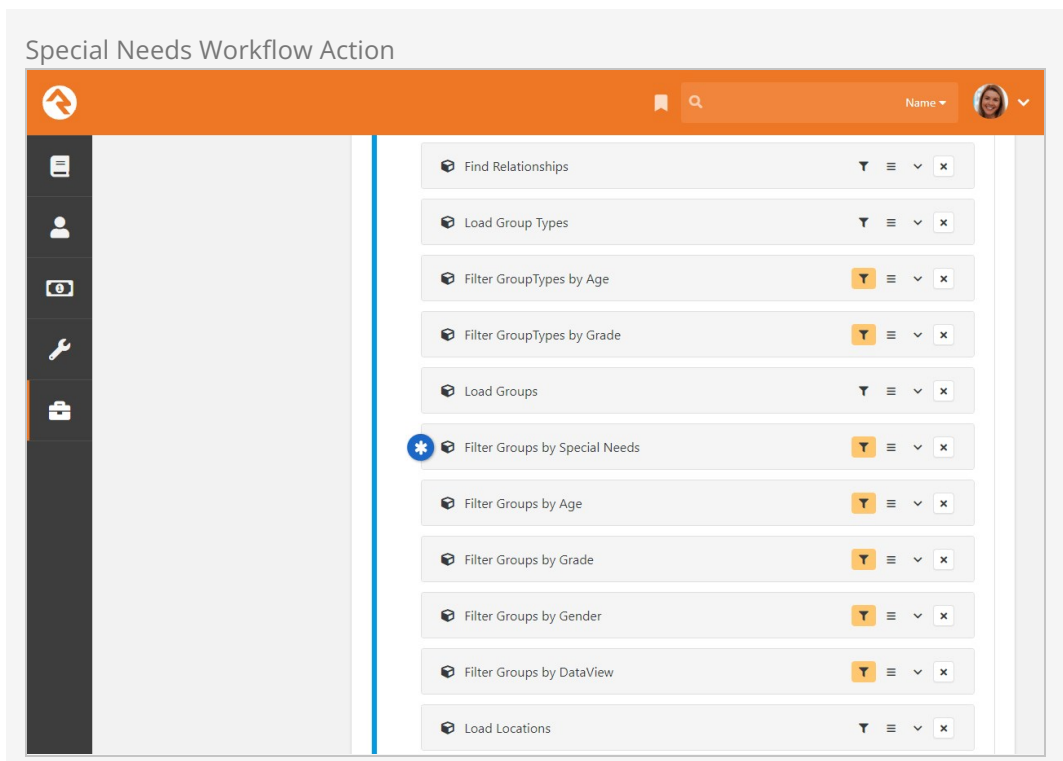 Special Needs Workflow Action
Name
Find Relationships
Load Group Types
Filter GroupTypes by Age
Filter GroupTypes by Grade
Load Groups
Filter Groups by Special Needs
Filter Groups by Age
Filter Groups by Grade
Filter Groups by Gender
Filter Groups by DataView
Load Locations